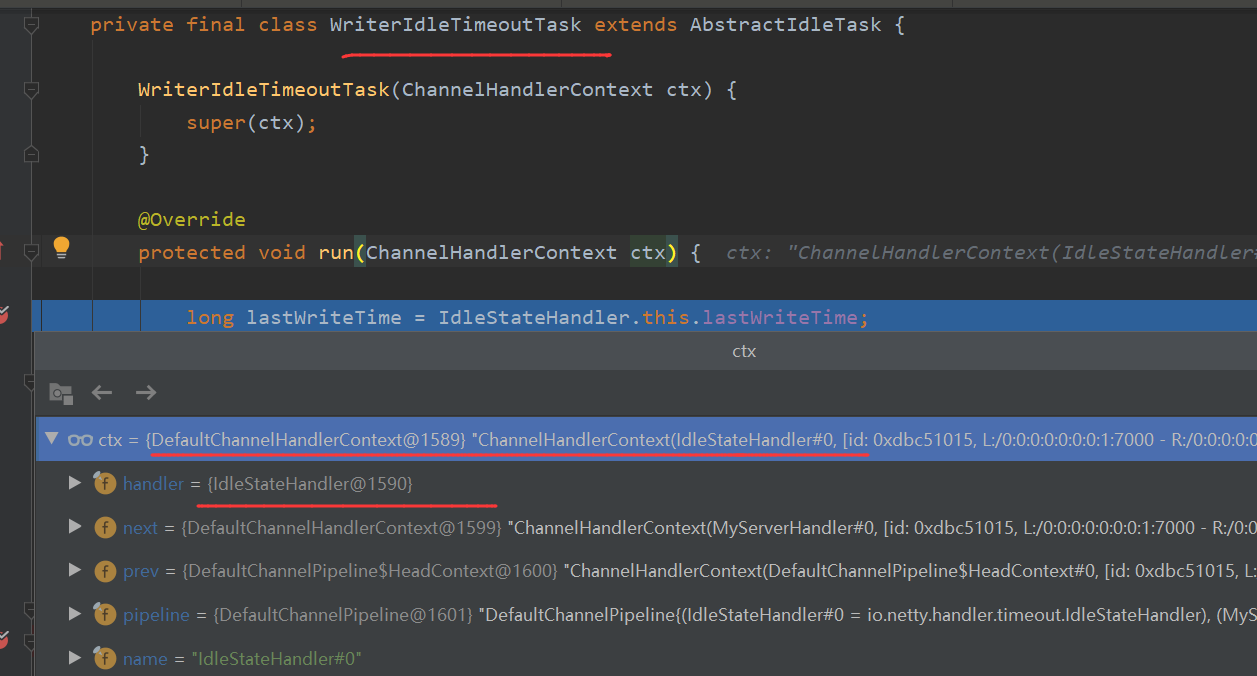 private final class WriterIdleTimeoutTask extends AbstractIdleTask {
WriterIdleTimeoutTask(ChannelHandlerContext ctx) {
super(ctx);
}
@Override
protected void run(ChannelHandlerContext ctx) { ctx: "ChannelHandlerContext(IdleStateHandler#
long lastWriteTime = IdleStateHandler.this.lastWriteTime;
ctx
ctx = {DefaultChannelHandlerContext@1589} "ChannelHandlerContext(IdleStateHandler#0, [id: 0xdbc51015, L:/0:0:0:0:0:0:0:1:7000 - R:/0:0:0:0:
f handler = {IdleStateHandler@1590}
f next = {DefaultChannelHandlerContext@1599} "ChannelHandlerContext(MyServerHandler#0, [id: 0xdbc51015, L:/0:0:0:0:0:0:0:1:7000 - R:/0:0:
f prev = {DefaultChannelPipeline$HeadContext@1600} "ChannelHandlerContext(DefaultChannelPipeline$HeadContext#0, [id: 0xdbc51015, L:
f pipeline = {DefaultChannelPipeline@1601} "DefaultChannelPipeline{(IdleStateHandler#0 = io.netty.handler.timeout.IdleStateHandler), (MyS
f name = "IdleStateHandler#0"